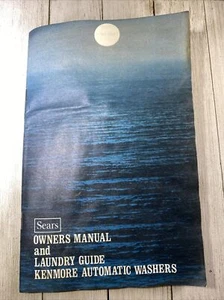 Sears
OWNERS MANUAL
and
LAUNDRY GUIDE
KENMORE AUTOMATIC WASHERS